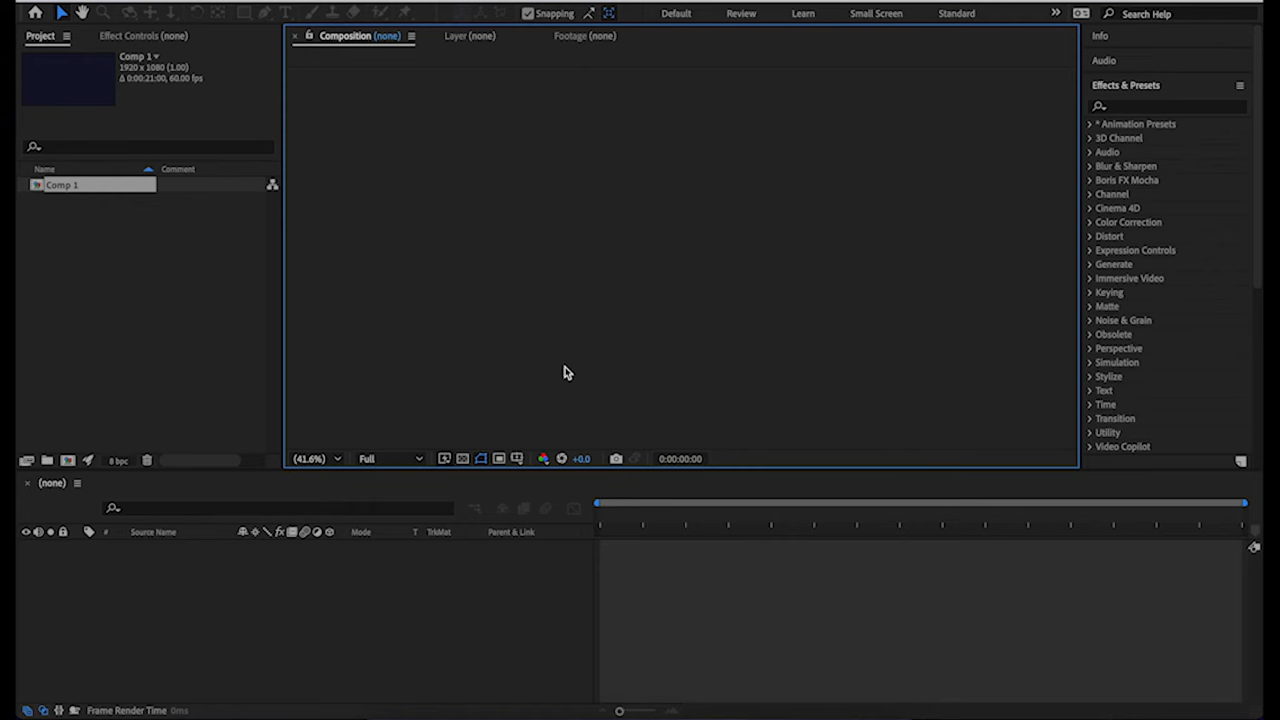 Snapping
Default
Review
Learn
Small Screen
Standard
Search Help
Project
Effect Controls (none)
Composition (none)
Layer (none)
Footage (none)
Info
Comp 1
1920 x 1080 (1.00)
Δ 0:00:21:00, 60.00 fps
Audio
Effects & Presets
* Animation Presets
3D Channel
Audio
Blur & Sharpen
Boris FX Mocha
Channel
Cinema 4D
Color Correction
Distort
Expression Controls
Generate
Immersive Video
Keying
Matte
Noise & Grain
Obsolete
Perspective
Simulation
Stylize
Text
Time
Transition
Utility
Video Copilot
Name
Comment
Comp 1
8 bpc
(41.6%)
Full
+0.0
0:00:00:00
(none)
#
Source Name
fx
Mode
T
TrkMat
Parent & Link
Frame Render Time 0ms